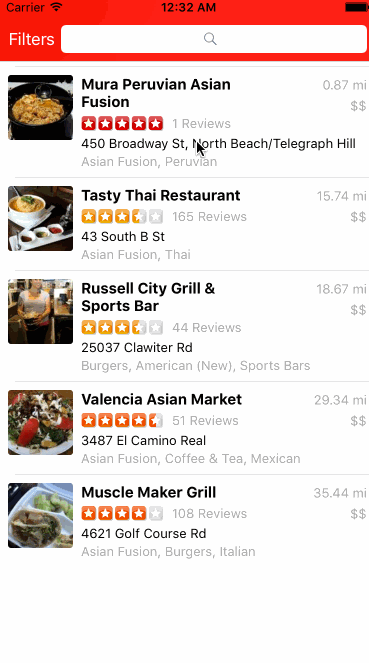 Carrier 12:32 AM
Filters
Mura Peruvian Asian 0.87 mi
Fusion $$
1 Reviews
450 Broadway St, North Beach/Telegraph Hill
Asian Fusion, Peruvian
Tasty Thai Restaurant 15.74 mi
165 Reviews $$
43 South B St
Asian Fusion, Thai
Russell City Grill & 18.67 mi
Sports Bar $$
44 Reviews
25037 Clawiter Rd
Burgers, American (New), Sports Bars
Valencia Asian Market 29.34 mi
51 Reviews $$
3487 El Camino Real
Asian Fusion, Coffee & Tea, Mexican
Muscle Maker Grill 35.44 mi
108 Reviews $$
4621 Golf Course Rd
Asian Fusion, Burgers, Italian